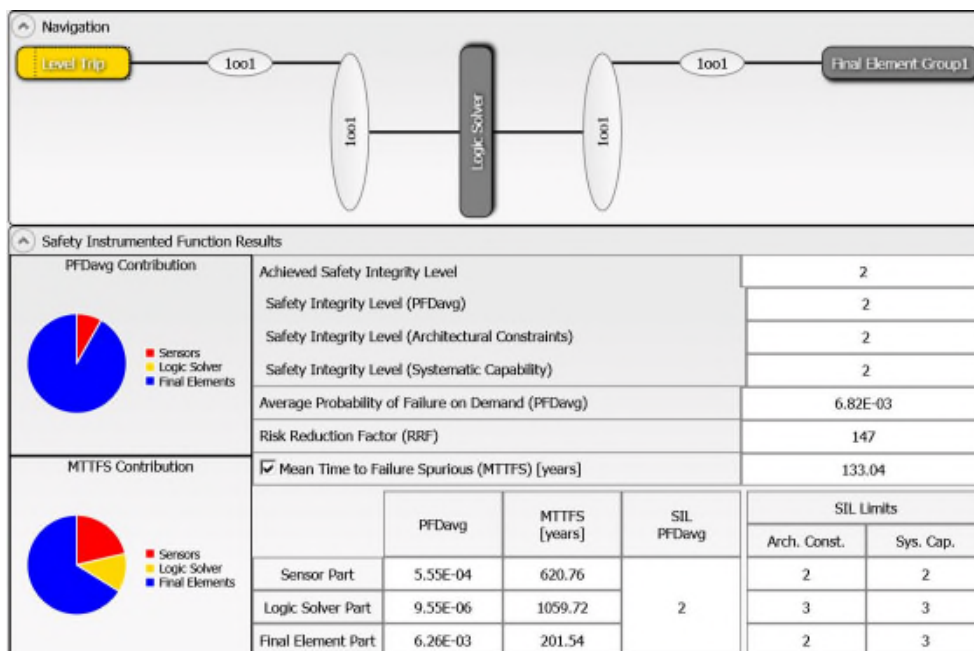 Navigation
Level Trip
1oo1
1oo1
Logic Solver
1oo1
1oo1
Final Element Group1
Safety Instrumented Function Results
PFDavg Contribution
Sensors
Logic Solver
Final Elements
MTTFS Contribution
Sensors
Logic Solver
Final Elements
Achieved Safety Integrity Level 2
Safety Integrity Level (PFDavg) 2
Safety Integrity Level (Architectural Constraints) 2
Safety Integrity Level (Systematic Capability) 2
Average Probability of Failure on Demand (PFDavg) 6.82E-03
Risk Reduction Factor (RRF) 147
Mean Time to Failure Spurious (MTTFS) [years] 133.04
PFDavg MTTFS [years] SIL PFDavg SIL Limits
Arch. Const. Sys. Cap.
Sensor Part 5.55E-04 620.76 2 2
Logic Solver Part 9.55E-06 1059.72 2 3 3
Final Element Part 6.26E-03 201.54 2 3